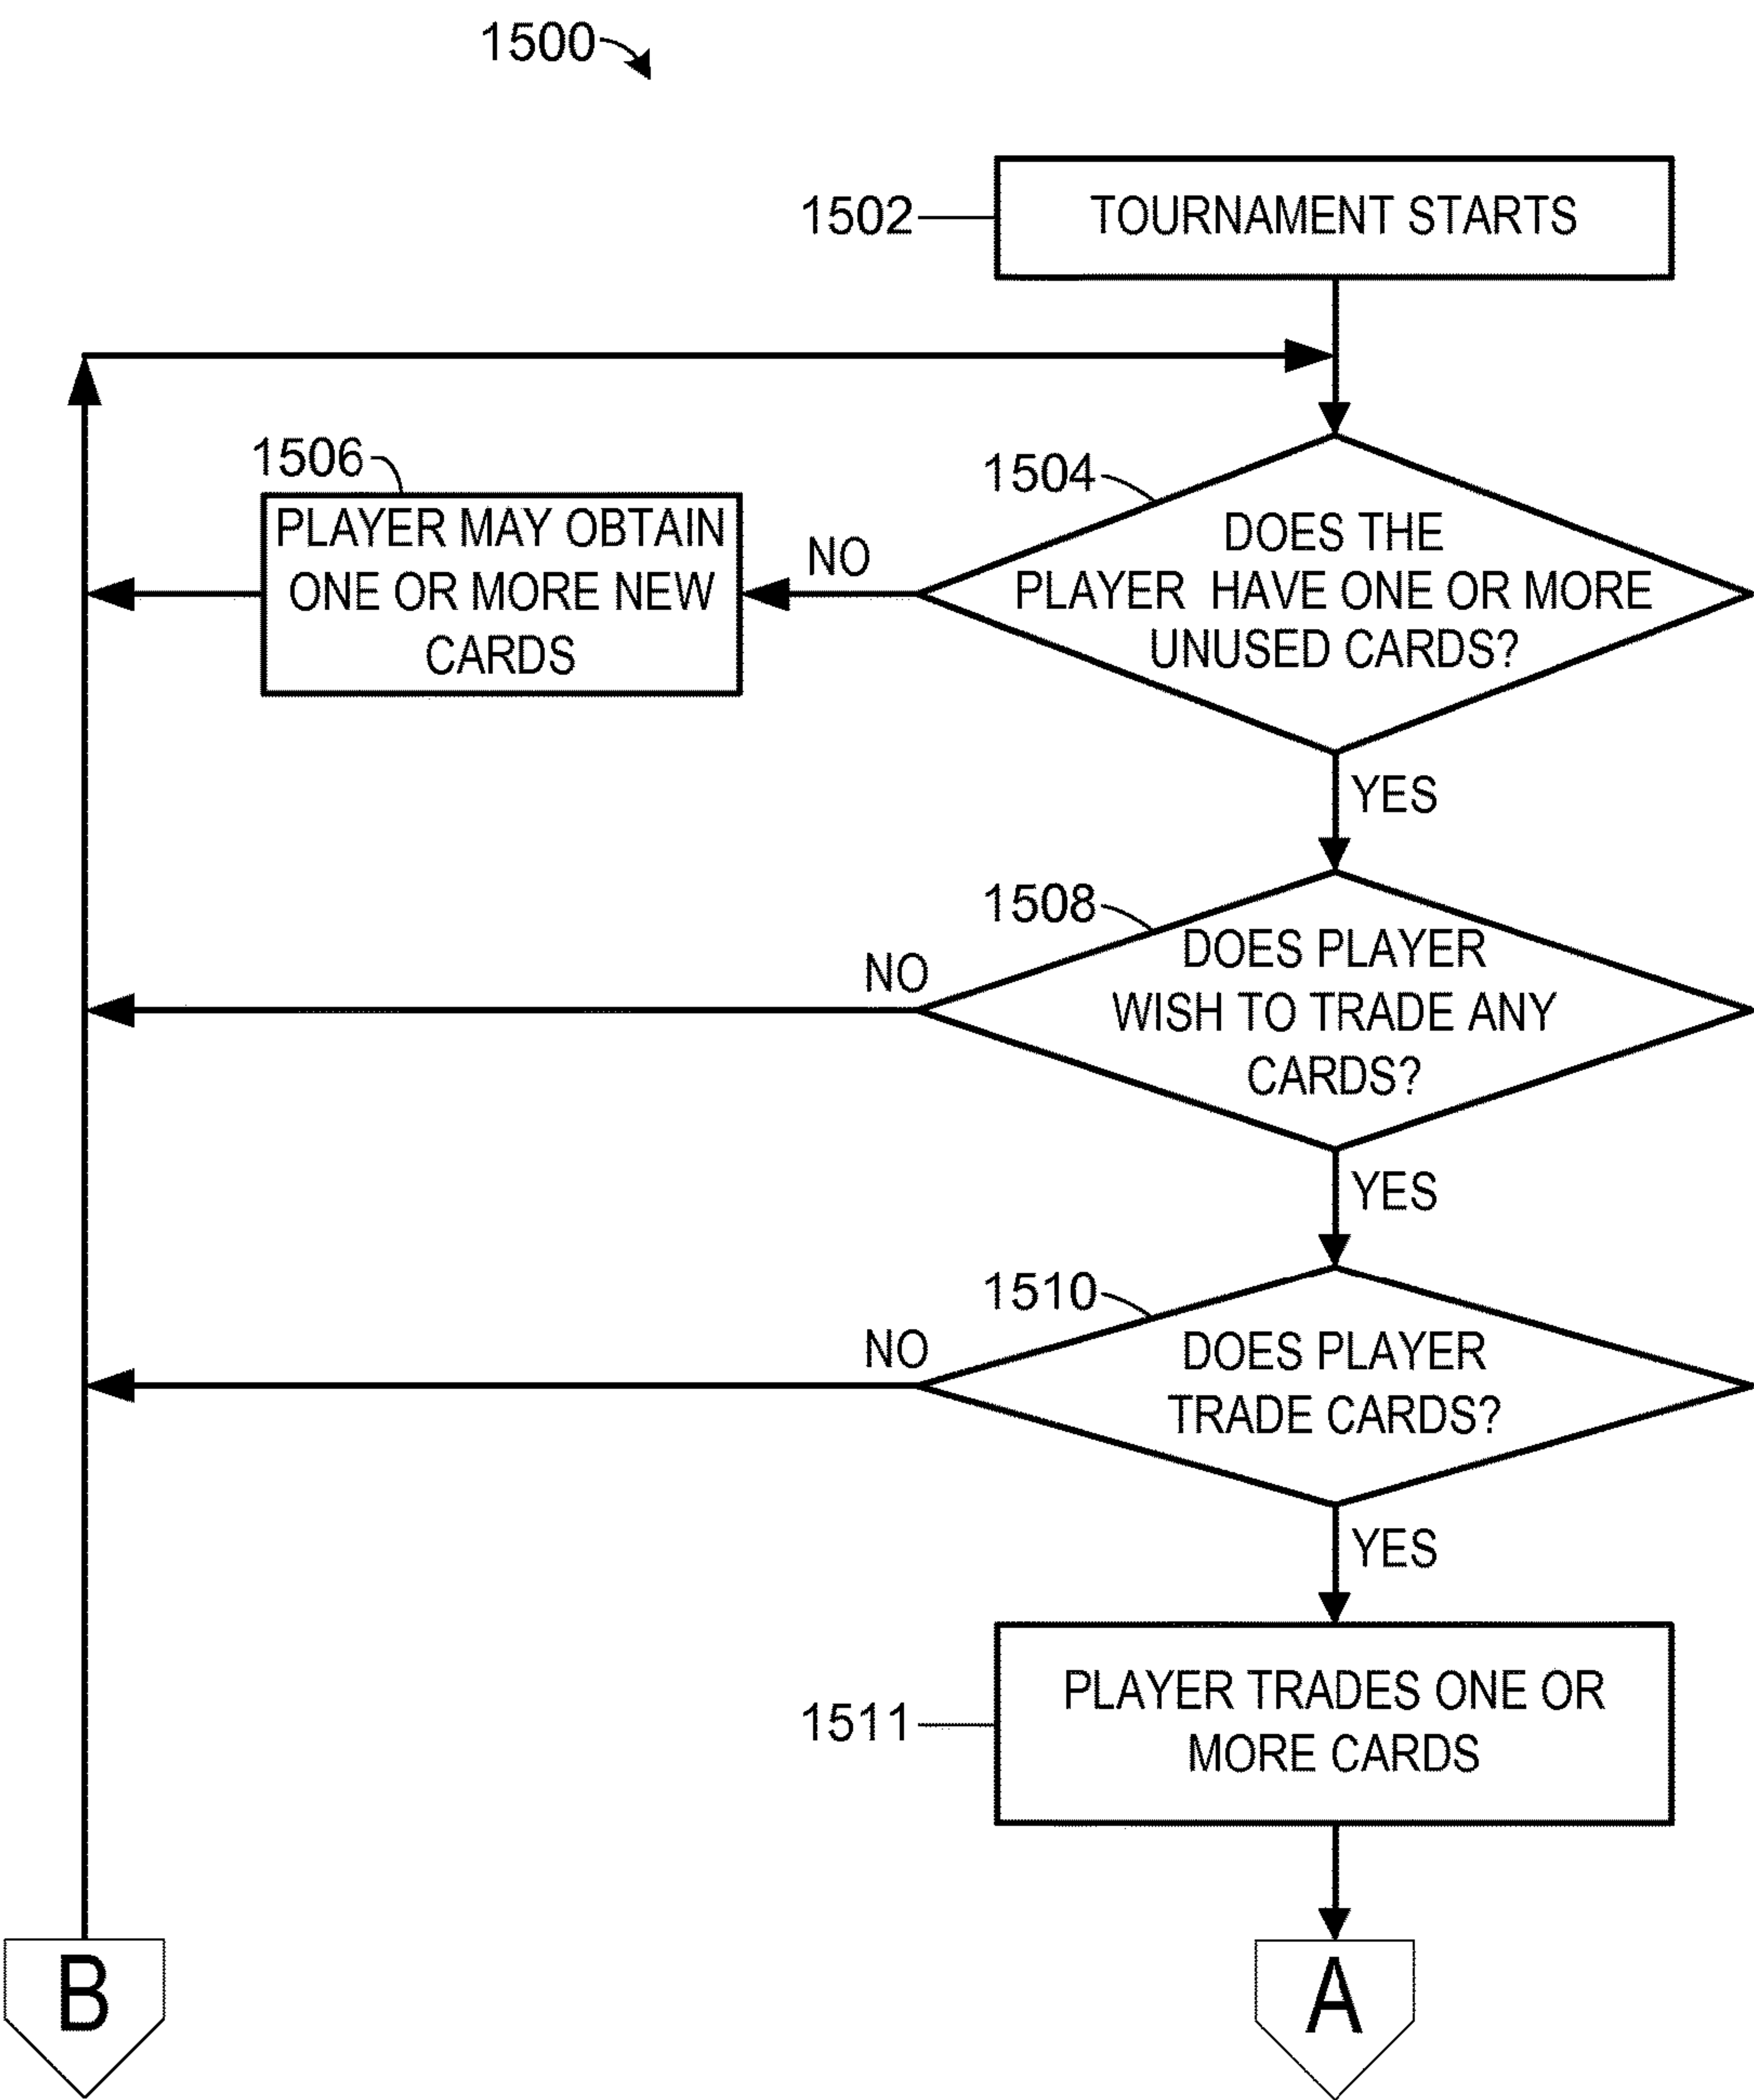 1500
1502
TOURNAMENT STARTS
1506
PLAYER MAY OBTAIN
ONE OR MORE NEW
CARDS
NO
1504
DOES THE
PLAYER HAVE ONE OR MORE
UNUSED CARDS?
YES
1508
DOES PLAYER
WISH TO TRADE ANY
CARDS?
NO
YES
1510
DOES PLAYER
TRADE CARDS?
NO
YES
1511
PLAYER TRADES ONE OR
MORE CARDS
B
A